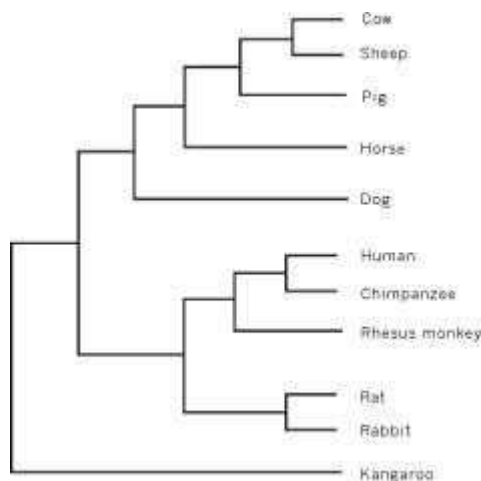 Cow
Sheep
Pig
Horse
Dog
Human
Chimpanzee
Rhesus monkey
Rat
Rabbit
Kangaroo